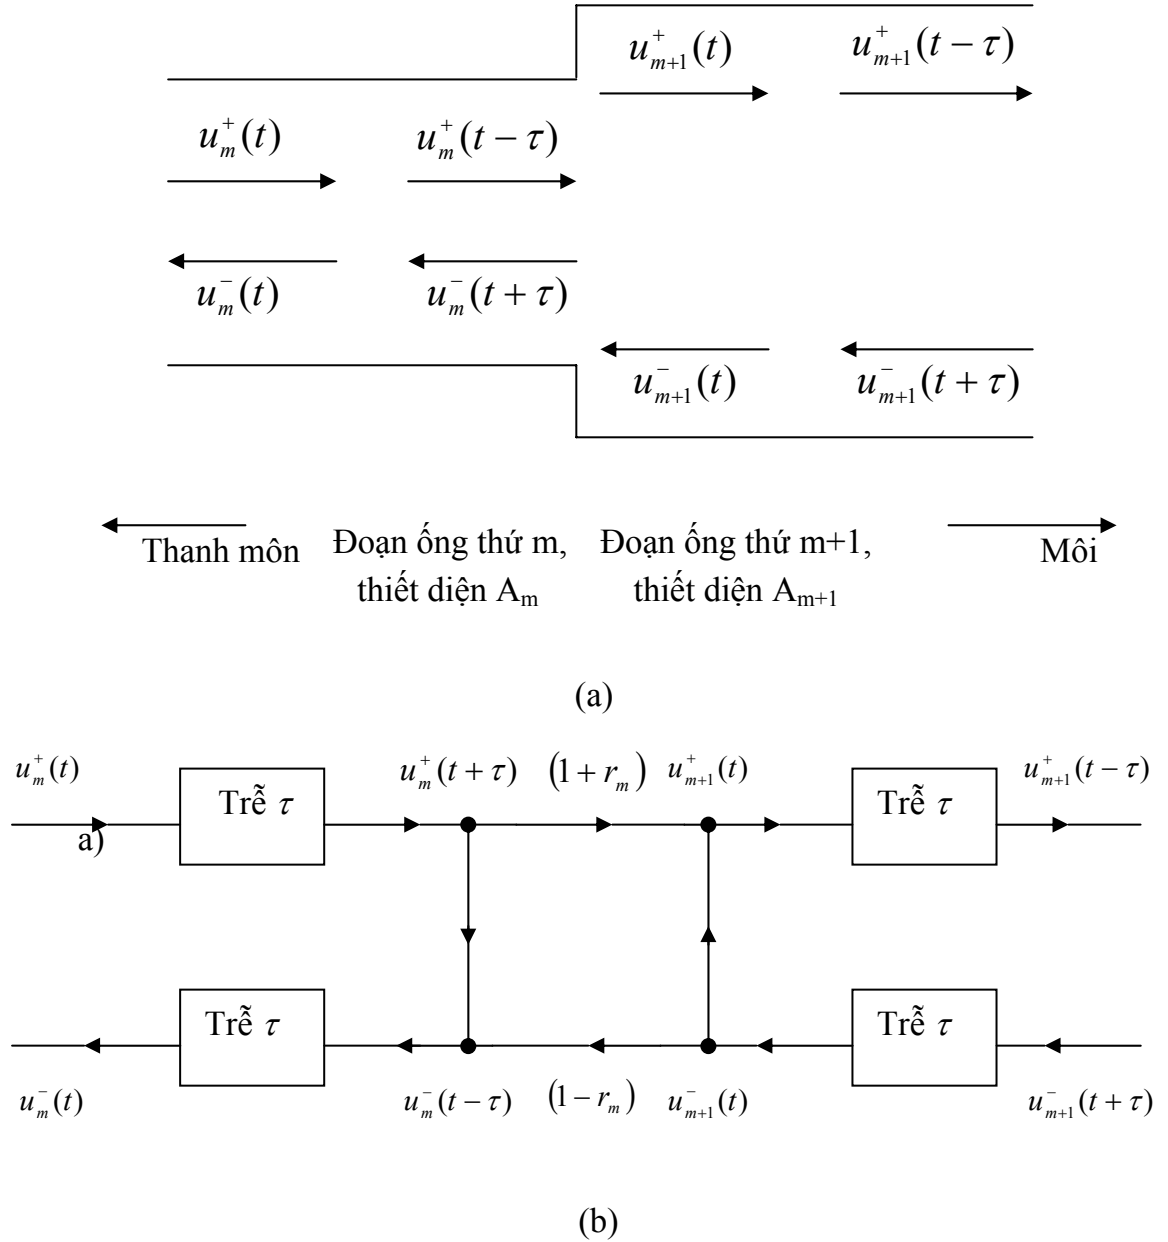 u_{m+1}^+(t) u_{m+1}^+(t − τ)
u_m^+(t) u_m^+(t − τ)
u_m^-(t) u_m^-(t + τ)
u_{m+1}^-(t) u_{m+1}^-(t + τ)
Thanh môn
Đoạn ống thứ m,
thiết diện A_m
Đoạn ống thứ m+1,
thiết diện A_{m+1}
Môi
(a)
u_m^+(t) u_m^+(t + τ) (1 + r_m) u_{m+1}^+(t) u_{m+1}^+(t − τ)
Trễ τ Trễ τ
a)
Trễ τ Trễ τ
u_m^-(t) u_m^-(t − τ) (1 − r_m) u_{m+1}^-(t) u_{m+1}^-(t + τ)
(b)